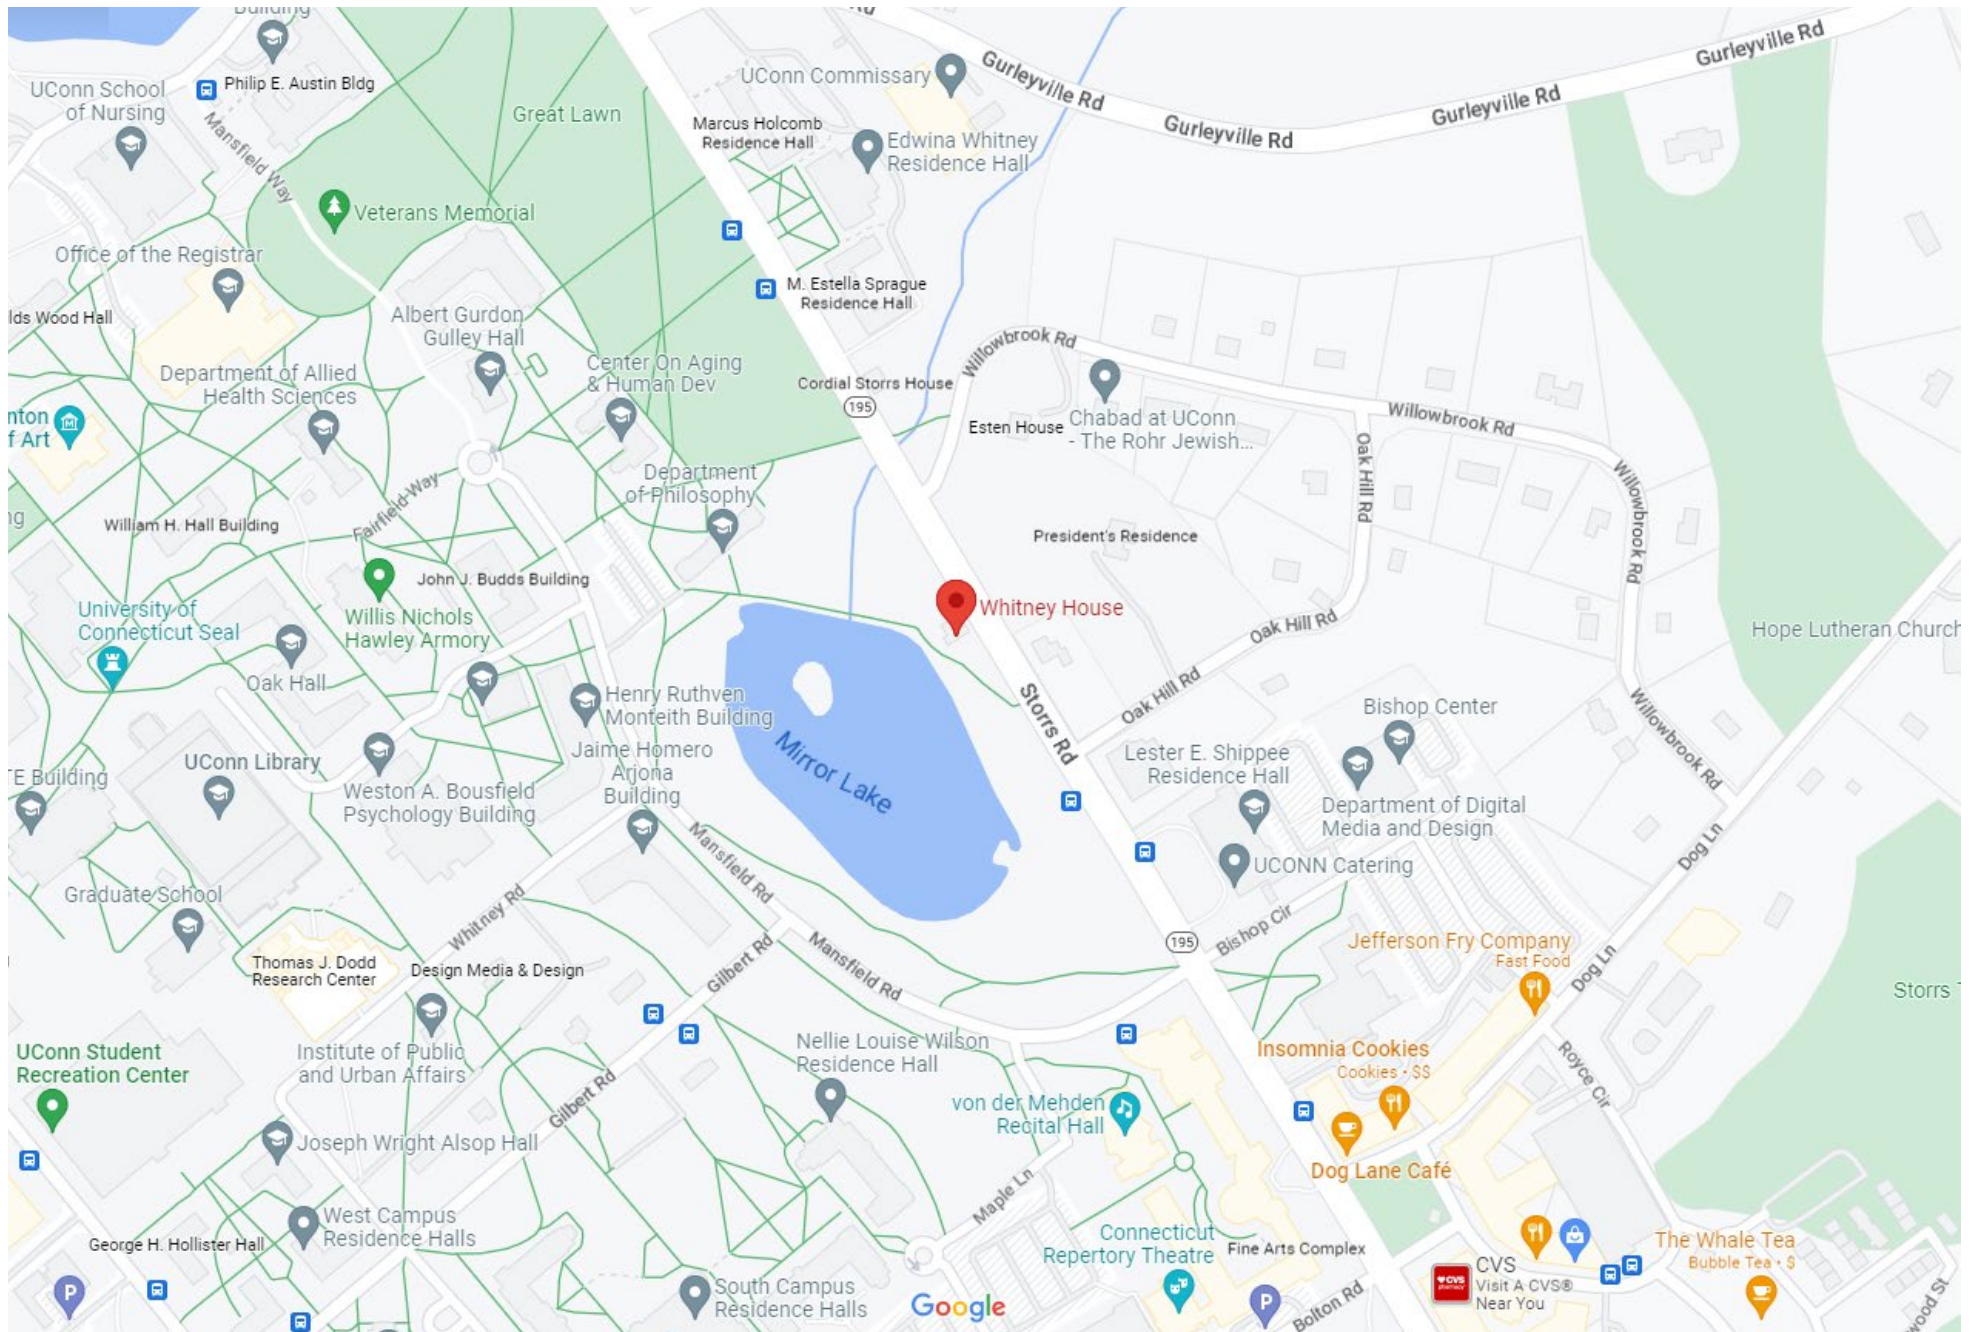 Building
UConn School
of Nursing
Philip E. Austin Bldg
Mansfield Way
Great Lawn
UConn Commissary
Gurleyville Rd
Gurleyville Rd
Gurleyville Rd
Gurleyville Rd
Marcus Holcomb
Residence Hall
Edwina Whitney
Residence Hall
Veterans Memorial
Office of the Registrar
lds Wood Hall
Albert Gurdon
Gulley Hall
M. Estella Sprague
Residence Hall
Department of Allied
Health Sciences
Center On Aging
& Human Dev
Cordial Storrs House
195
Willowbrook Rd
Esten House
Chabad at UConn
- The Rohr Jewish...
Willowbrook Rd
Oak Hill Rd
Willowbrook Rd
nton
f Art
Department
of Philosophy
Fairfield Way
ng
William H. Hall Building
President's Residence
John J. Budds Building
University of
Connecticut Seal
Willis Nichols
Hawley Armory
Whitney House
Oak Hill Rd
Hope Lutheran Church
Oak Hall
Henry Ruthven
Monteith Building
Storrs Rd
Oak Hill Rd
Bishop Center
Willowbrook Rd
UConn Library
Jaime Homero
Arjona
Building
Mirror Lake
Lester E. Shippee
Residence Hall
TE Building
Weston A. Bousfield
Psychology Building
Department of Digital
Media and Design
Mansfield Rd
UCONN Catering
Dog Ln
Graduate School
Whitney Rd
Bishop Cir
195
Thomas J. Dodd
Research Center
Design Media & Design
Gilbert Rd
Mansfield Rd
Jefferson Fry Company
Fast Food
Dog Ln
Storrs
UConn Student
Recreation Center
Institute of Public
and Urban Affairs
Nellie Louise Wilson
Residence Hall
Insomnia Cookies
Cookies • $$
Royce Cir
Gilbert Rd
von der Mehden
Recital Hall
Joseph Wright Alsop Hall
Dog Lane Café
Maple Ln
West Campus
Residence Halls
George H. Hollister Hall
Connecticut
Repertory Theatre
Fine Arts Complex
The Whale Tea
Bubble Tea • $
CVS
Visit A CVS®
Near You
CVS
pharmacy
P
South Campus
Residence Halls
Google
P
Bolton Rd
wood St